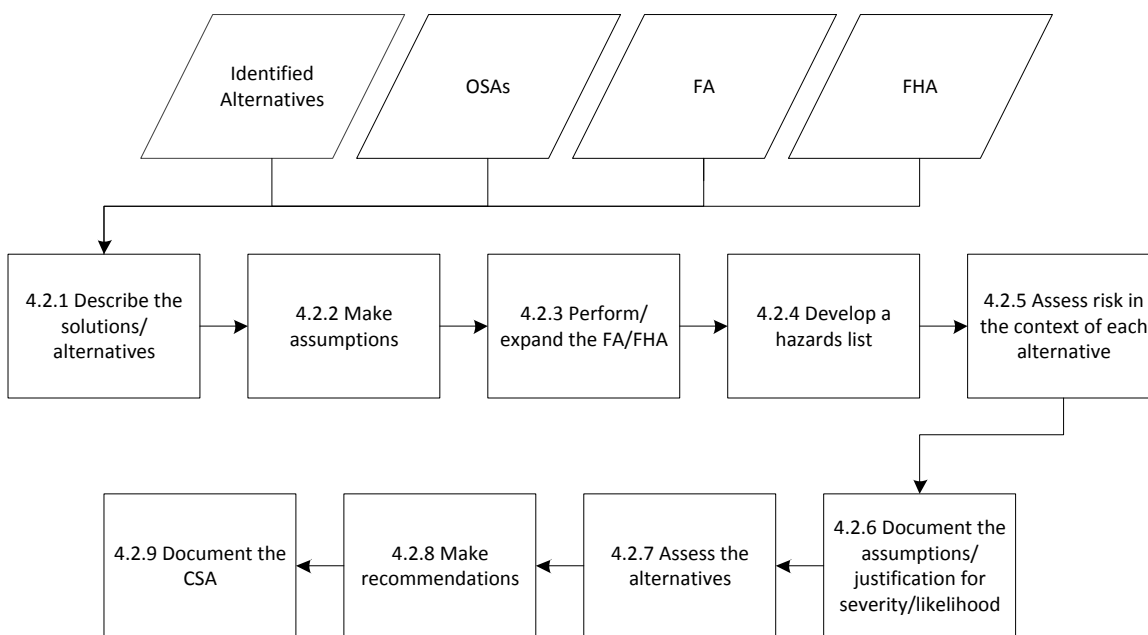 Identified
Alternatives
OSAs
FA
FHA
4.2.1 Describe the
solutions/
alternatives
4.2.2 Make
assumptions
4.2.3 Perform/
expand the FA/FHA
4.2.4 Develop a
hazards list
4.2.5 Assess risk in
the context of each
alternative
4.2.6 Document the
assumptions/
justification for
severity/likelihood
4.2.7 Assess the
alternatives
4.2.8 Make
recommendations
4.2.9 Document the
CSA